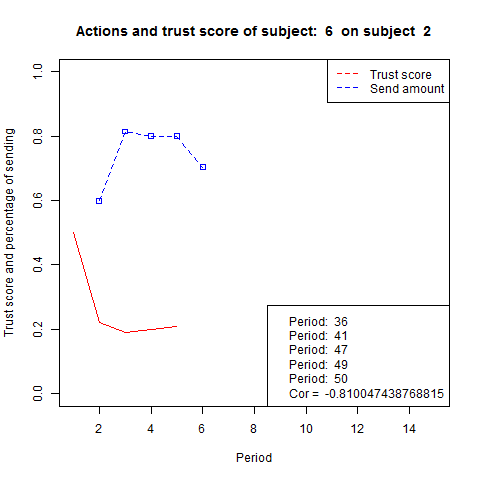 Actions and trust score of subject:  6  on subject  2
Trust score
Send amount
Trust score and percentage of sending
1.0
0.8
0.6
0.4
0.2
0.0
Period:  36
Period:  41
Period:  47
Period:  49
Period:  50
Cor =  -0.810047438768815
2 4 6 8 10 12 14
Period